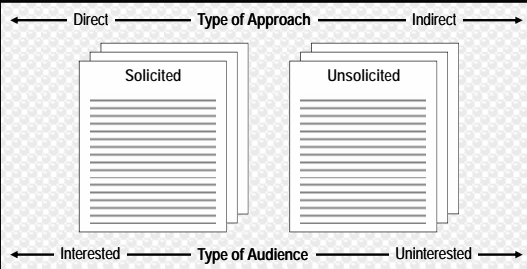 Direct Type of Approach Indirect
Solicited Unsolicited
Interested Type of Audience Uninterested